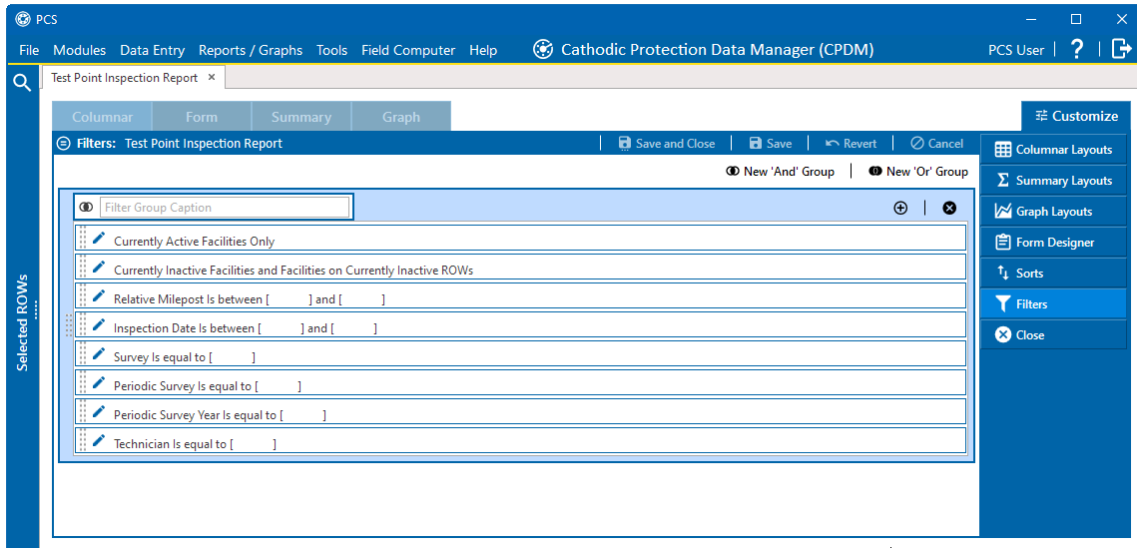 PCS
File Modules Data Entry Reports / Graphs Tools Field Computer Help Cathodic Protection Data Manager (CPDM) PCS User | ? |
Test Point Inspection Report ×
Columnar Form Summary Graph Customize
Filters: Test Point Inspection Report | Save and Close | Save | Revert | Cancel
New 'And' Group | New 'Or' Group
Filter Group Caption
Currently Active Facilities Only
Currently Inactive Facilities and Facilities on Currently Inactive ROWs
Relative Milepost Is between [ ] and [ ]
Inspection Date Is between [ ] and [ ]
Survey Is equal to [ ]
Periodic Survey Is equal to [ ]
Periodic Survey Year Is equal to [ ]
Technician Is equal to [ ]
Columnar Layouts
Σ Summary Layouts
Graph Layouts
Form Designer
Sorts
Filters
Close
Selected ROWs